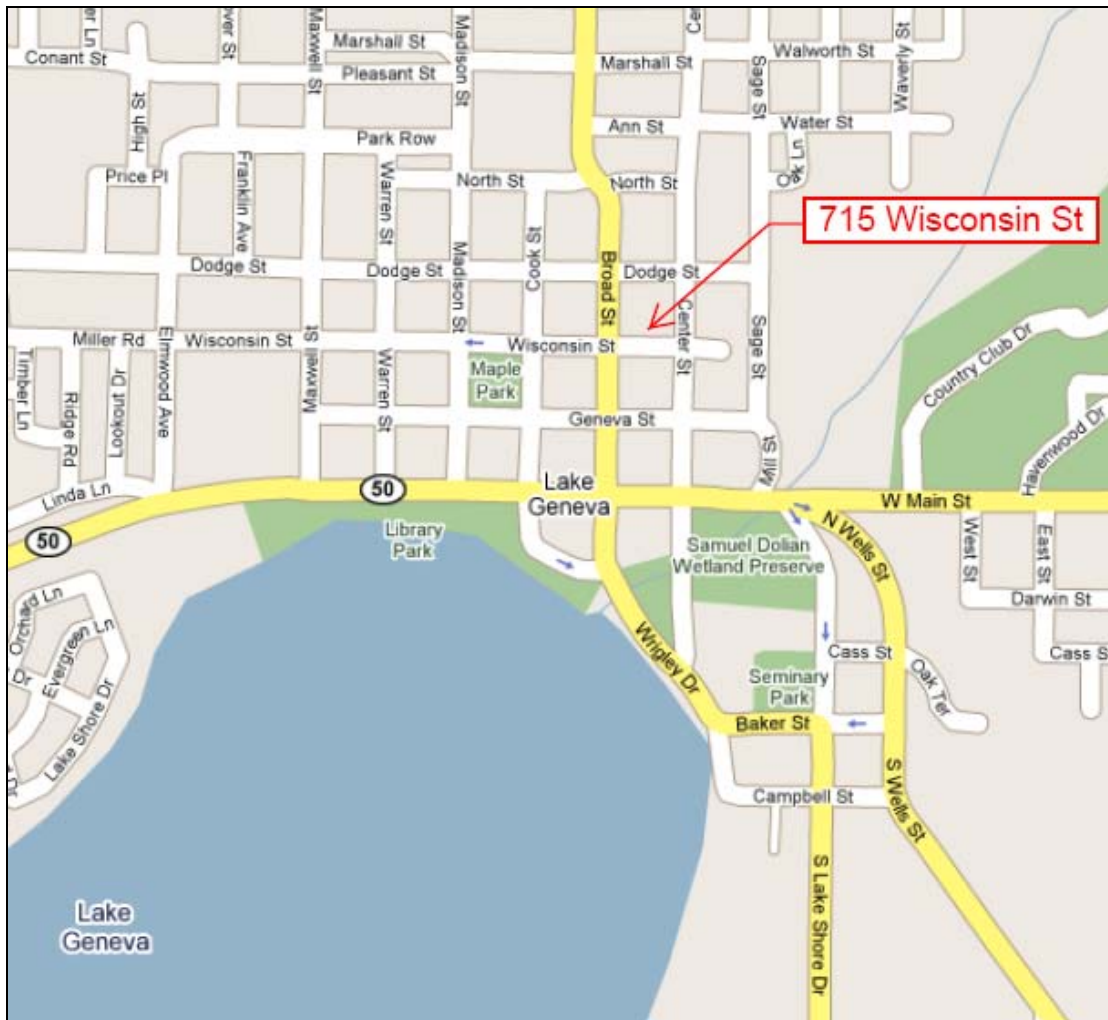 er Ln
over St
Maxwell St
Marshall St
Madison St
Cen
Conant St
Pleasant St
Marshall St
Sage St
Walworth St
Waverly St
High St
Park Row
Ann St
Water St
Price Pl
Franklin Ave
Warren St
North St
North St
Oak Ln
715 Wisconsin St
Dodge St
Dodge St
Madison St
Cook St
Broad St
Dodge St
Center St
Sage St
Miller Rd
Elmwood Ave
Wisconsin St
Maxwell St
Warren St
Wisconsin St
Country Club Dr
Timber Ln
Ridge Rd
Lookout Dr
Maple
Park
Geneva St
Mill St
Havenwood Dr
Linda Ln
50
Lake
Geneva
W Main St
50
Library
Park
Samuel Dolian
Wetland Preserve
N Wells St
West St
East St
Orchard Ln
Evergreen Ln
Darwin St
Dr
Lake Shore Dr
Wrigley Dr
Cass St
Cass S
Seminary
Park
Oak Ter
Baker St
Dr
Campbell St
S Wells St
S Lake Shore Dr
Lake
Geneva